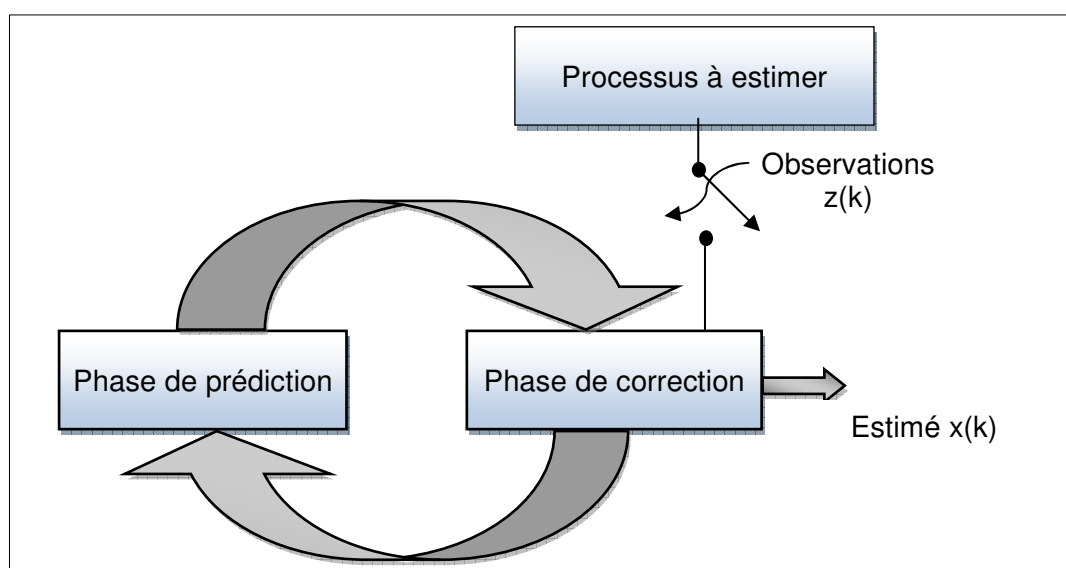 Processus à estimer
Observations
z(k)
Phase de prédiction
Phase de correction
Estimé x(k)